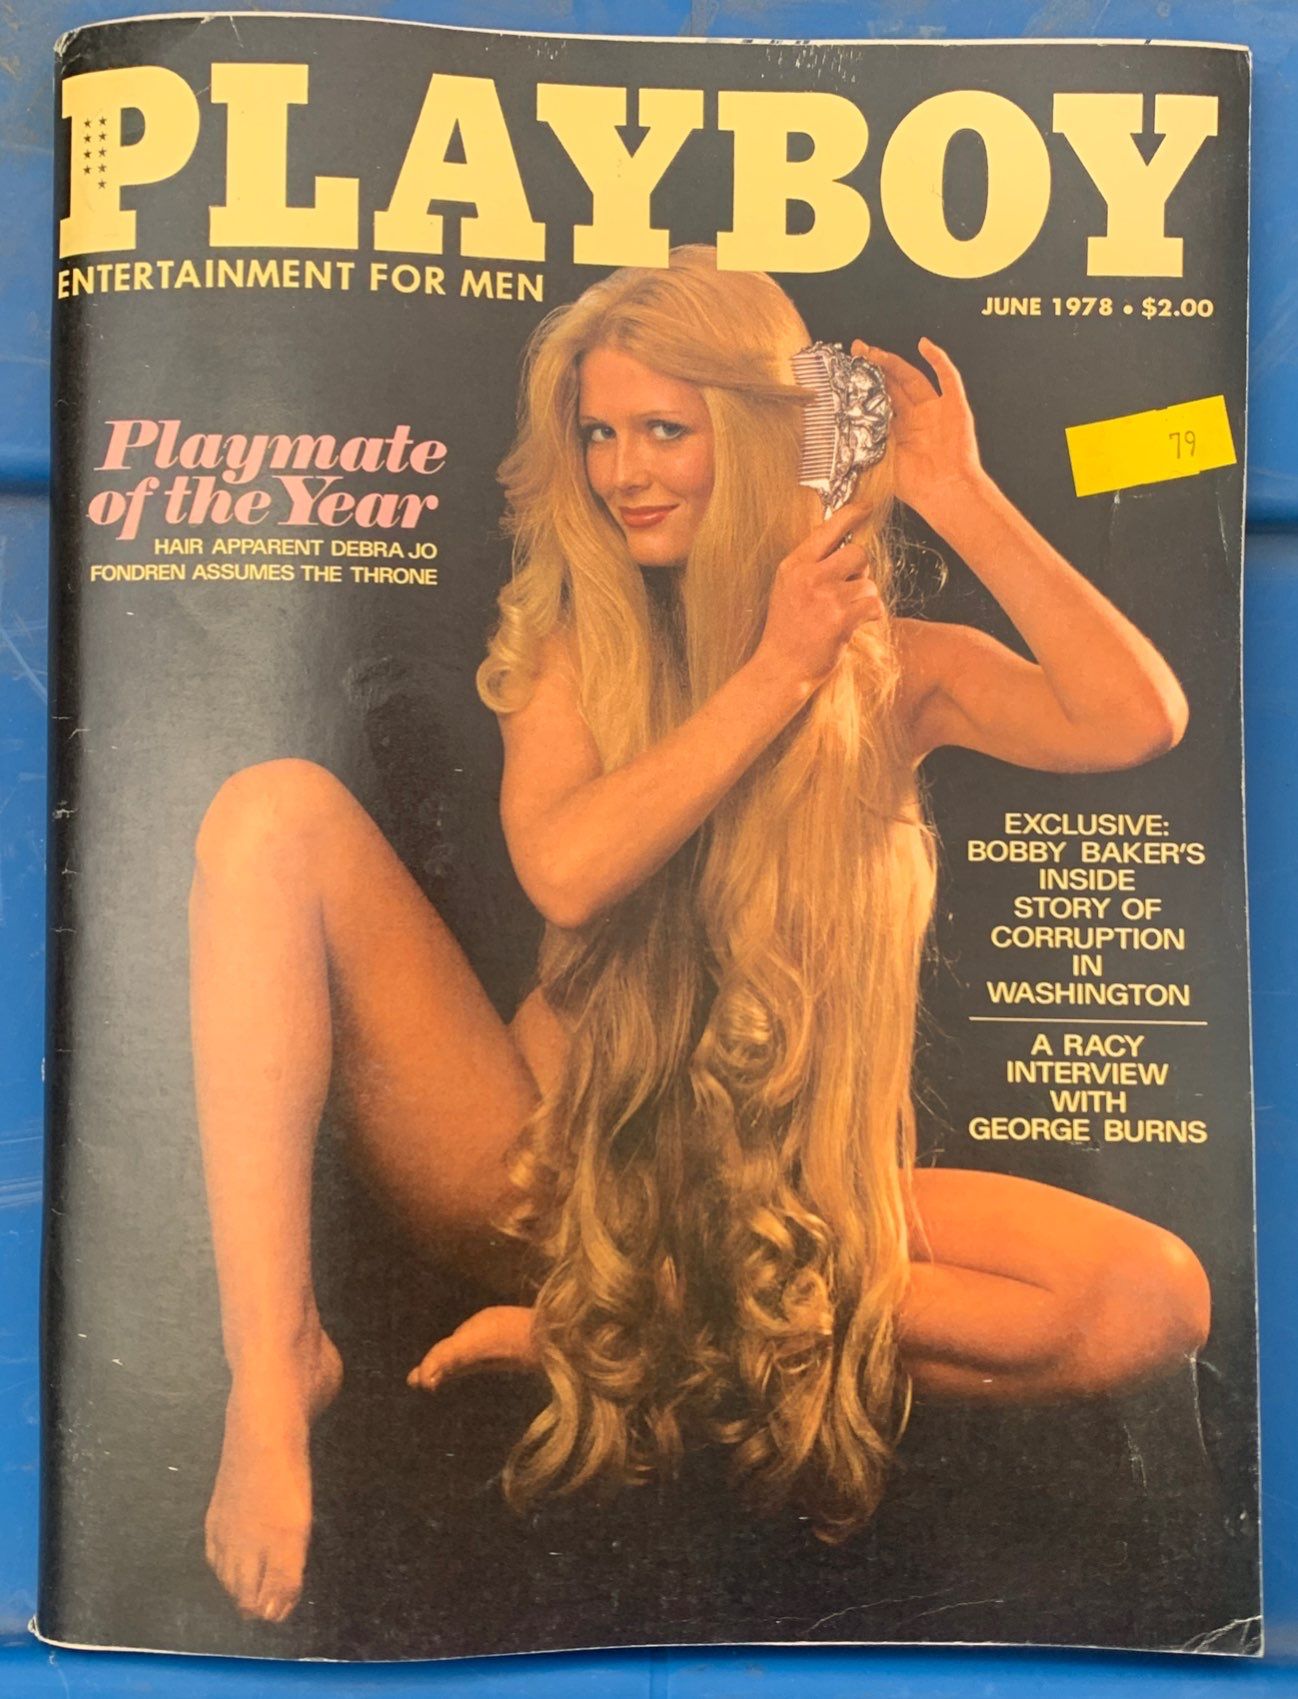 PLAYBOY
ENTERTAINMENT FOR MEN
JUNE 1978 • $2.00
79
Playmate
of the Year
HAIR APPARENT DEBRA JO
FONDREN ASSUMES THE THRONE
EXCLUSIVE:
BOBBY BAKER'S
INSIDE
STORY OF
CORRUPTION
IN
WASHINGTON
A RACY
INTERVIEW
WITH
GEORGE BURNS